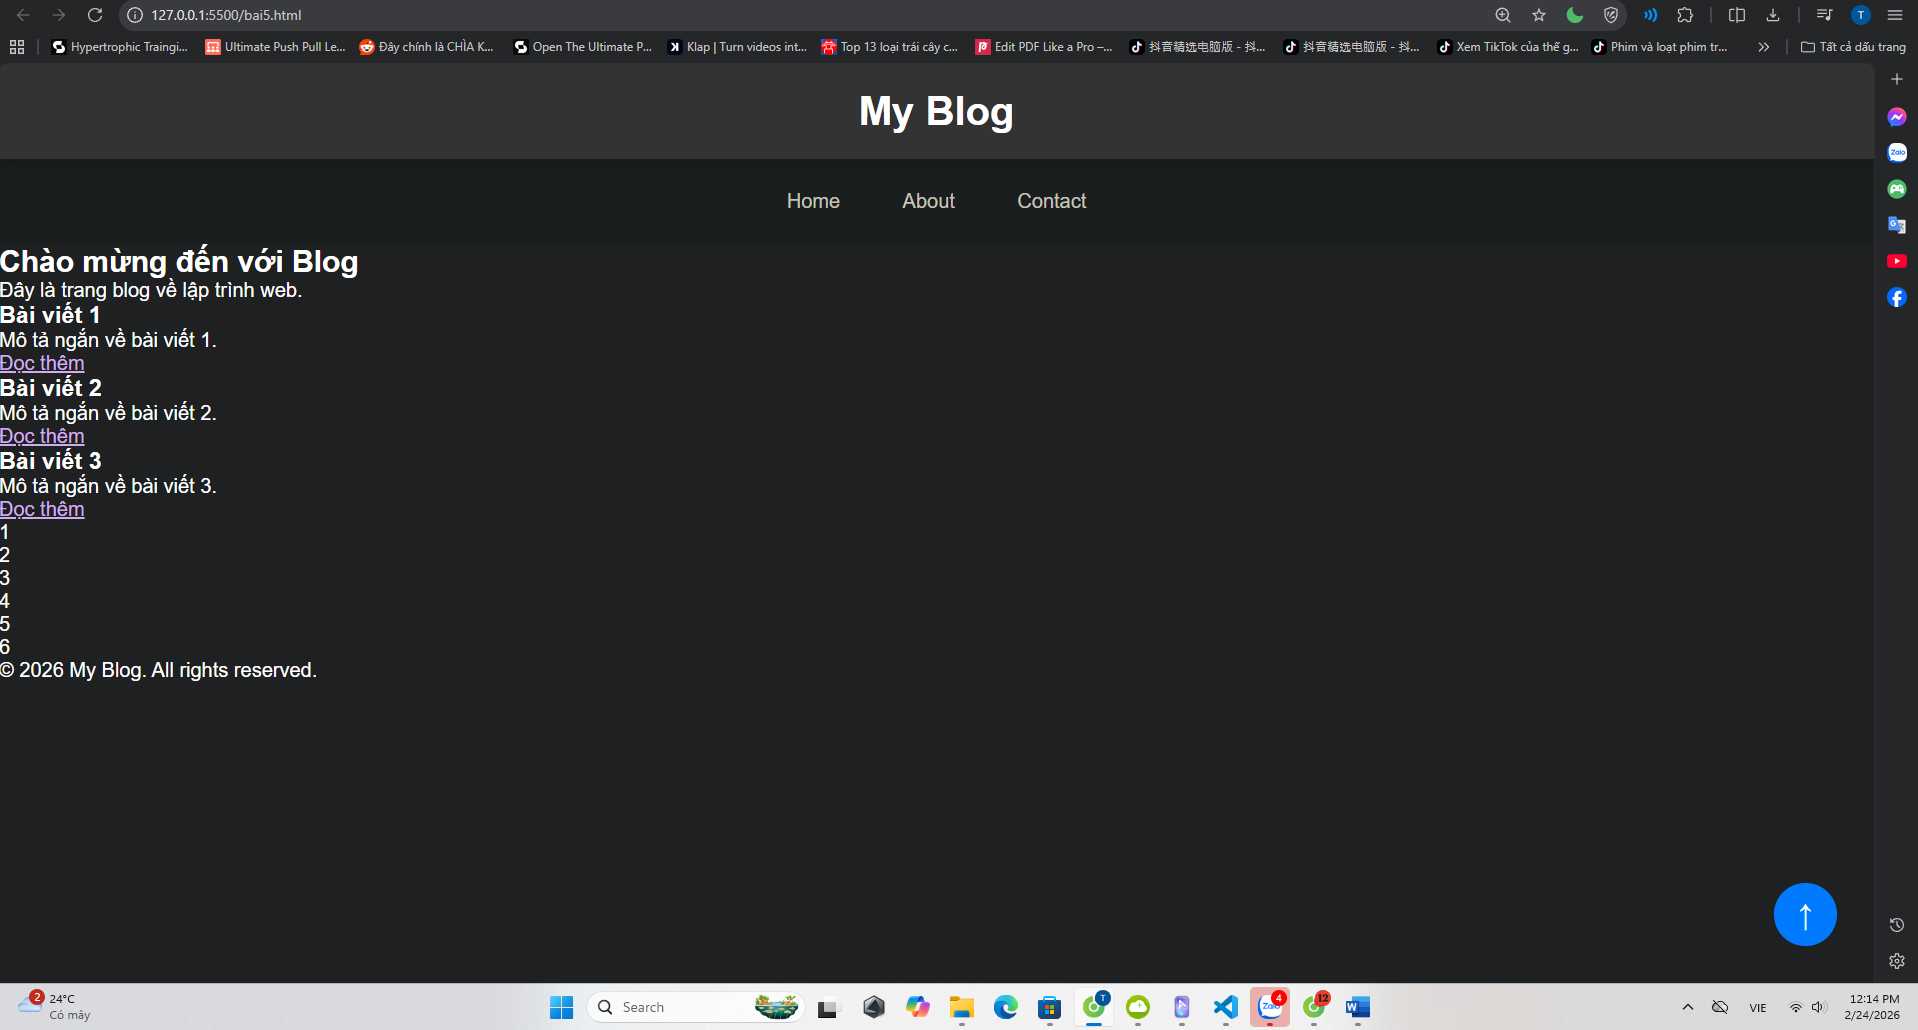 127.0.0.1:5500/bai5.html
T
Hypertrophic Traingi...
Ultimate Push Pull Le...
Đây chính là CHÌA K...
Open The Ultimate P...
Klap | Turn videos int...
Top 13 loại trái cây c...
Edit PDF Like a Pro –...
抖音精选电脑版 - 抖...
抖音精选电脑版 - 抖...
Xem TikTok của thế g...
Phim và loạt phim tr...
Tất cả dấu trang
My Blog
Zalo
Home
About
Contact
Chào mừng đến với Blog
Đây là trang blog về lập trình web.
Bài viết 1
Mô tả ngắn về bài viết 1.
Đọc thêm
Bài viết 2
Mô tả ngắn về bài viết 2.
Đọc thêm
Bài viết 3
Mô tả ngắn về bài viết 3.
Đọc thêm
1
2
3
4
5
6
© 2026 My Blog. All rights reserved.
↑
2
24°C
Có mây
Search
T
Zalo
4
12
W
VIE
12:14 PM
2/24/2026